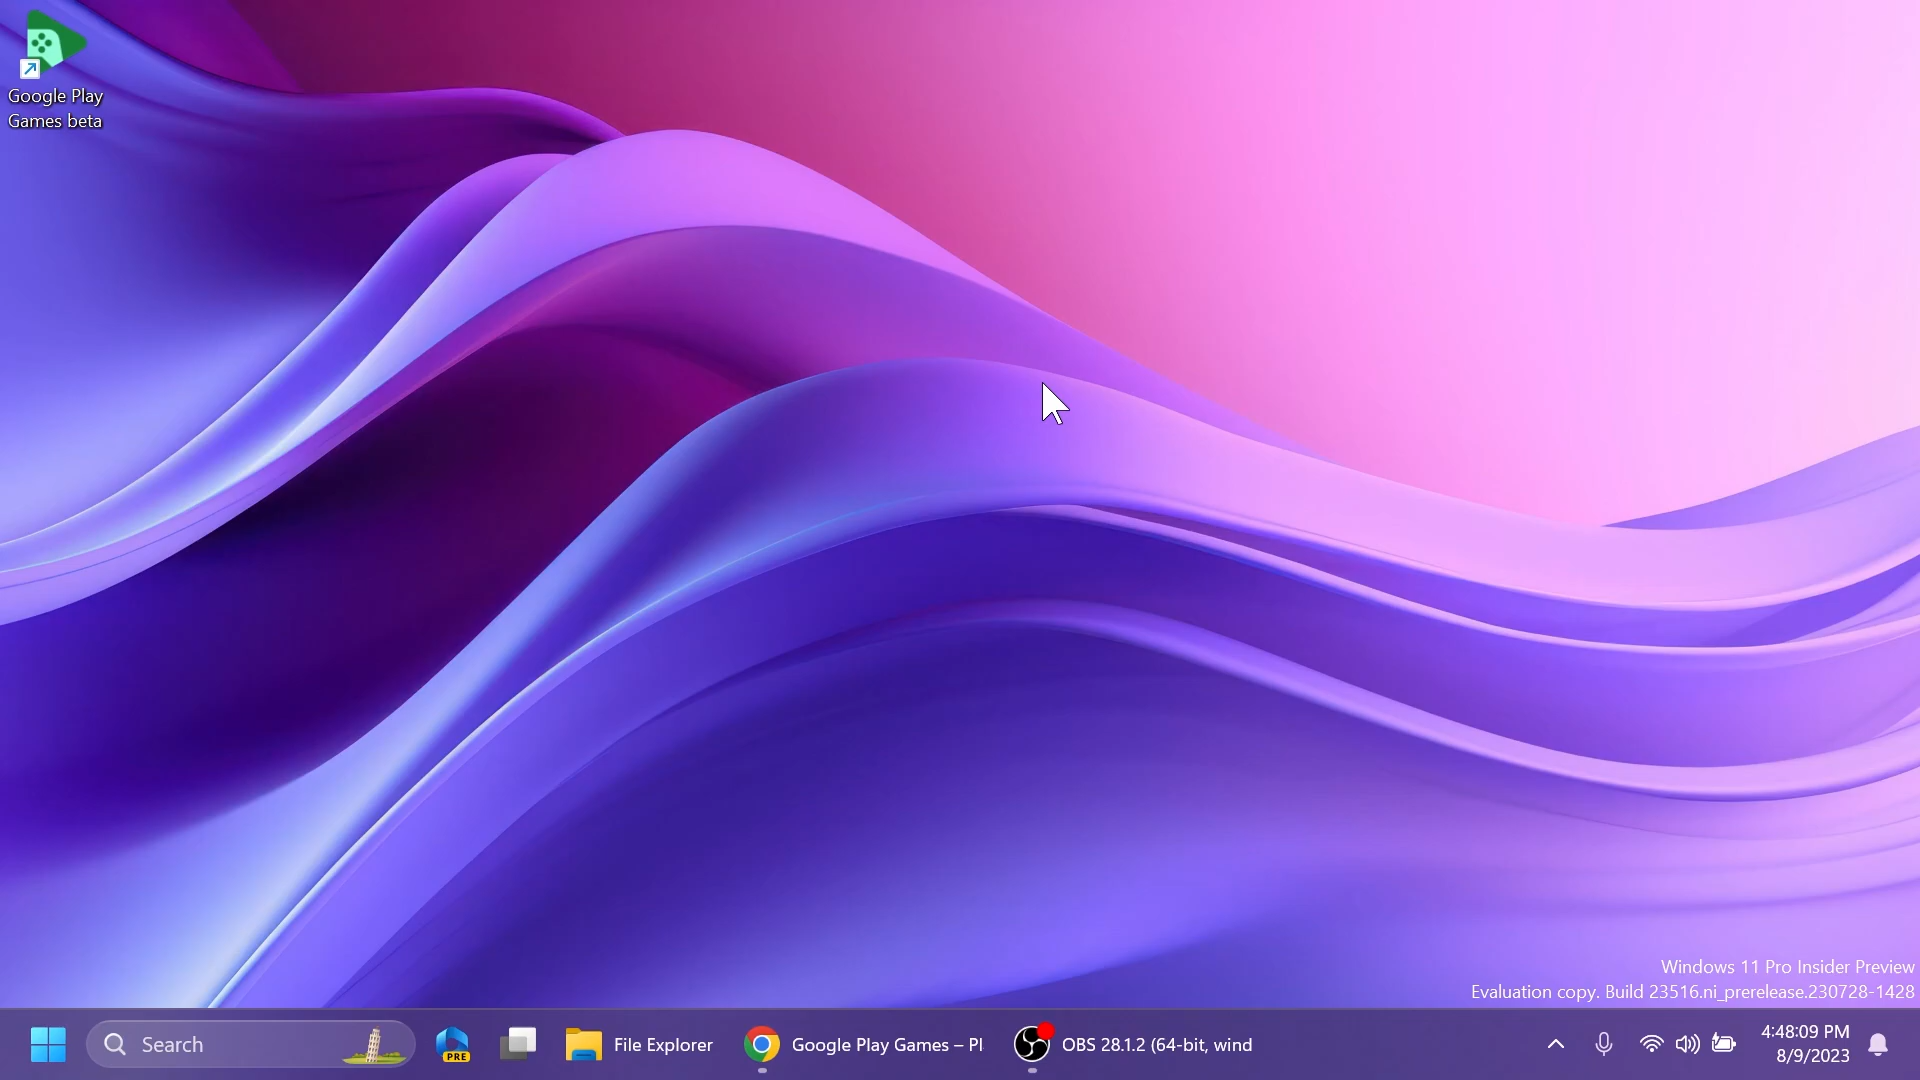 Google Play
Games beta
Windows 11 Pro Insider Preview
Evaluation copy. Build 23516.ni_prerelease.230728-1428
Search
PRE
File Explorer
Google Play Games – Pl
OBS 28.1.2 (64-bit, wind
4:48:09 PM
8/9/2023